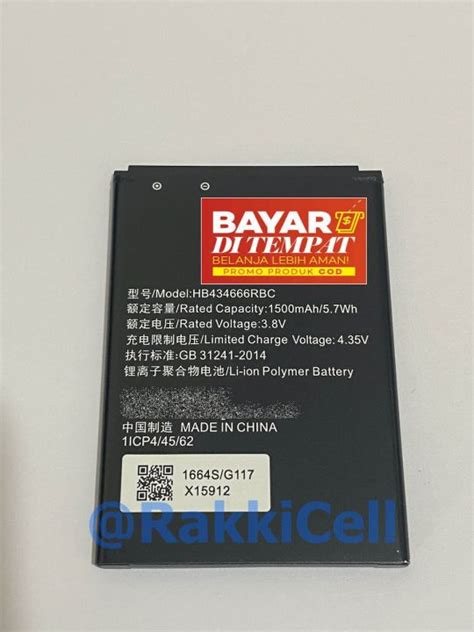 BAYAR
DI TEMPAT
BELANJA LEBIH AMAN!
PROMO PRODUK COD
型号/Model:HB434666RBC
额定容量/Rated Capacity:1500mAh/5.7Wh
额定电压/Rated Voltage:3.8V
充电限制电压/Limited Charge Voltage: 4.35V
执行标准:GB 31241-2014
锂离子聚合物电池/Li-ion Polymer Battery
中国制造 MADE IN CHINA
1ICP4/45/62
1664S/G117
X15912
@RakkiCell